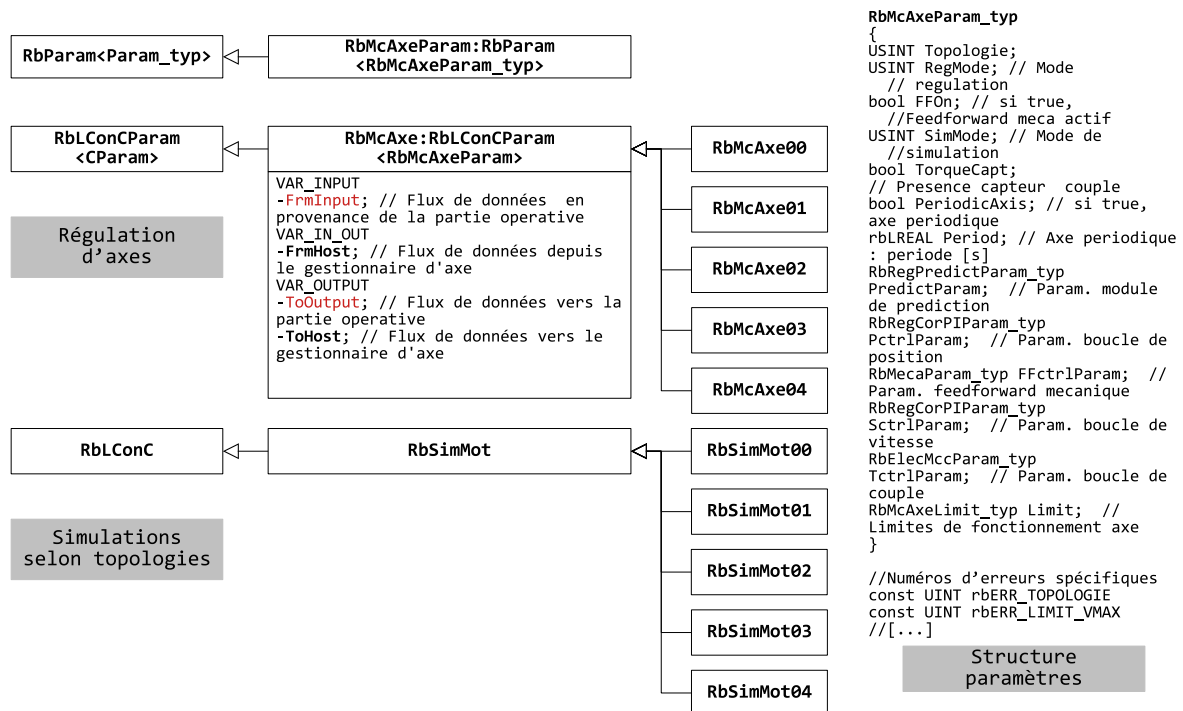 RbParam<Param_typ>
RbMcAxeParam:RbParam
<RbMcAxeParam_typ>
RbLConCParam
<CParam>
RbMcAxe:RbLConCParam
<RbMcAxeParam>
VAR_INPUT
-FrmInput; // Flux de données  en
provenance de la partie operative
VAR_IN_OUT
-FrmHost; // Flux de données depuis
le gestionnaire d'axe
VAR_OUTPUT
-ToOutput; // Flux de données vers la
partie operative
-ToHost; // Flux de données vers le
gestionnaire d'axe
RbMcAxe00
RbMcAxe01
RbMcAxe02
RbMcAxe03
RbMcAxe04
Régulation
d’axes
RbLConC
RbSimMot
RbSimMot00
RbSimMot01
RbSimMot02
RbSimMot03
RbSimMot04
Simulations
selon topologies
RbMcAxeParam_typ
{
USINT Topologie;
USINT RegMode; // Mode
// regulation
bool FFOn; // si true,
//Feedforward meca actif
USINT SimMode; // Mode de
//simulation
bool TorqueCapt;
// Presence capteur  couple
bool PeriodicAxis; // si true,
axe periodique
rbLREAL Period; // Axe periodique
: periode [s]
RbRegPredictParam_typ
PredictParam;  // Param. module
de prediction
RbRegCorPIParam_typ
PctrlParam;  // Param. boucle de
position
RbMecaParam_typ FFctrlParam;  //
Param. feedforward mecanique
RbRegCorPIParam_typ
SctrlParam;  // Param. boucle de
vitesse
RbElecMccParam_typ
TctrlParam;  // Param. boucle de
couple
RbMcAxeLimit_typ Limit;  //
Limites de fonctionnement axe
}
//Numéros d’erreurs spécifiques
const UINT rbERR_TOPOLOGIE
const UINT rbERR_LIMIT_VMAX
//[...]
Structure
paramètres